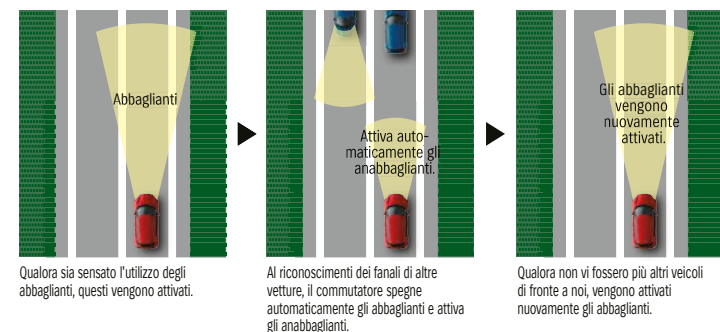 Abbaglianti
Qualora sia sensato l'utilizzo degli
abbaglianti, questi vengono attivati.
Attiva auto-
maticamente gli
anabbaglianti.
Al riconoscimenti dei fanali di altre
vetture, il commutatore spegne
automaticamente gli abbaglianti e attiva
gli anabbaglianti.
Gli abbaglianti
vengono
nuovamente
attivati.
Qualora non vi fossero più altri veicoli
di fronte a noi, vengono attivati
nuovamente gli abbaglianti.